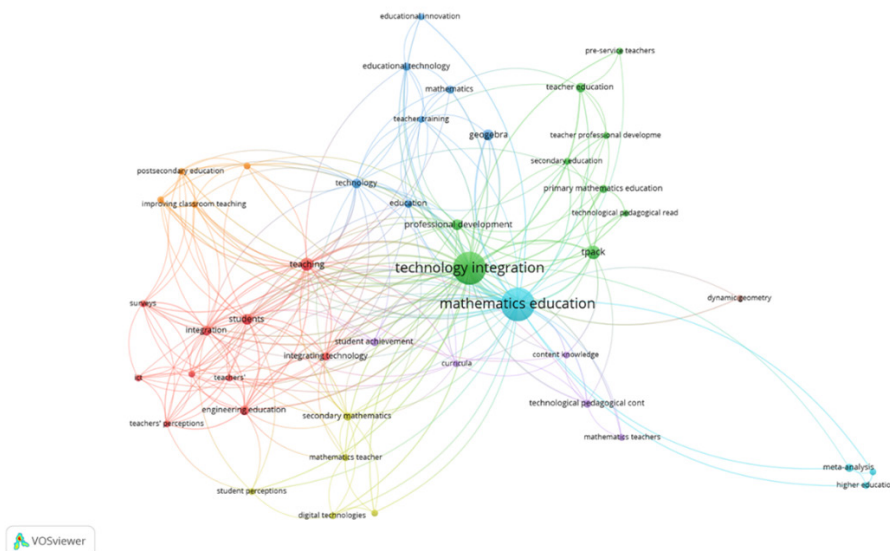 educational innovation
pre-service teachers
educational technology
mathematics
teacher education
teacher training
geogebra
teacher professional developme
secondary education
postsecondary education
technology
primary mathematics education
improving classroom teaching
education
technological pedagogical read
professional development
tpack
teaching
technology integration
dynamic geometry
surveys
mathematics education
students
integration
student achievement
integrating technology
content knowledge
curricula
ict
teachers'
technological pedagogical cont
engineering education
secondary mathematics
teachers' perceptions
mathematics teachers
mathematics teacher
meta-analysis
higher educatio
student perceptions
digital technologies
VOSviewer